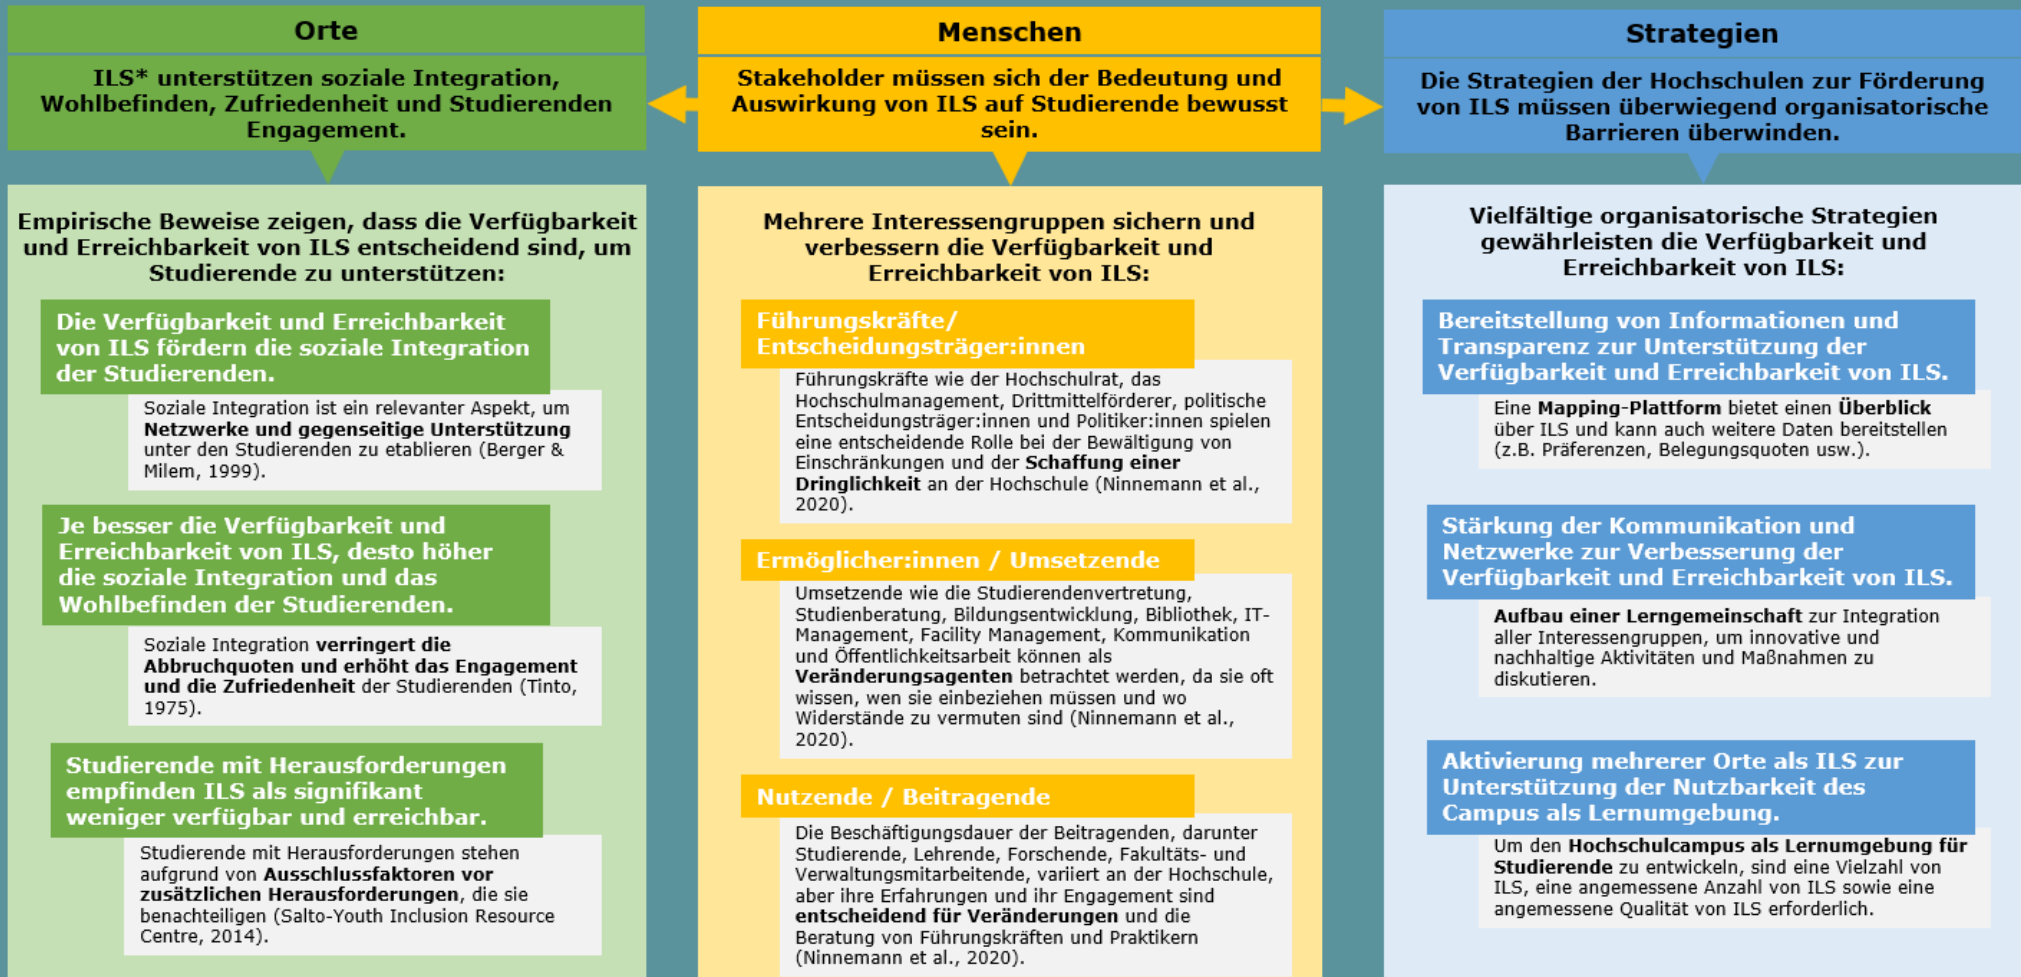 Orte
ILS* unterstützen soziale Integration,
Wohlbefinden, Zufriedenheit und Studierenden
Engagement.
Empirische Beweise zeigen, dass die Verfügbarkeit
und Erreichbarkeit von ILS entscheidend sind, um
Studierende zu unterstützen:
Die Verfügbarkeit und Erreichbarkeit
von ILS fördern die soziale Integration
der Studierenden.
Soziale Integration ist ein relevanter Aspekt, um
Netzwerke und gegenseitige Unterstützung
unter den Studierenden zu etablieren (Berger &
Milem, 1999).
Je besser die Verfügbarkeit und
Erreichbarkeit von ILS, desto höher
die soziale Integration und das
Wohlbefinden der Studierenden.
Soziale Integration verringert die
Abbruchquoten und erhöht das Engagement
und die Zufriedenheit der Studierenden (Tinto,
1975).
Studierende mit Herausforderungen
empfinden ILS als signifikant
weniger verfügbar und erreichbar.
Studierende mit Herausforderungen stehen
aufgrund von Ausschlussfaktoren vor
zusätzlichen Herausforderungen, die sie
benachteiligen (Salto-Youth Inclusion Resource
Centre, 2014).
Menschen
Stakeholder müssen sich der Bedeutung und
Auswirkung von ILS auf Studierende bewusst
sein.
Mehrere Interessengruppen sichern und
verbessern die Verfügbarkeit und
Erreichbarkeit von ILS:
Führungskräfte/
Entscheidungsträger:innen
Führungskräfte wie der Hochschulrat, das
Hochschulmanagement, Drittmittelförderer, politische
Entscheidungsträger:innen und Politiker:innen spielen
eine entscheidende Rolle bei der Bewältigung von
Einschränkungen und der Schaffung einer
Dringlichkeit an der Hochschule (Ninnemann et al.,
2020).
Ermöglicher:innen / Umsetzende
Umsetzende wie die Studierendenvertretung,
Studienberatung, Bildungsentwicklung, Bibliothek, IT-
Management, Facility Management, Kommunikation
und Öffentlichkeitsarbeit können als
Veränderungsagenten betrachtet werden, da sie oft
wissen, wen sie einbeziehen müssen und wo
Widerstände zu vermuten sind (Ninnemann et al.,
2020).
Nutzende / Beitragende
Die Beschäftigungsdauer der Beitragenden, darunter
Studierende, Lehrende, Forschende, Fakultäts- und
Verwaltungsmitarbeitende, variiert an der Hochschule,
aber ihre Erfahrungen und ihr Engagement sind
entscheidend für Veränderungen und die
Beratung von Führungskräften und Praktikern
(Ninnemann et al., 2020).
Strategien
Die Strategien der Hochschulen zur Förderung
von ILS müssen überwiegend organisatorische
Barrieren überwinden.
Vielfältige organisatorische Strategien
gewährleisten die Verfügbarkeit und
Erreichbarkeit von ILS:
Bereitstellung von Informationen und
Transparenz zur Unterstützung der
Verfügbarkeit und Erreichbarkeit von ILS.
Eine Mapping-Plattform bietet einen Überblick
über ILS und kann auch weitere Daten bereitstellen
(z.B. Präferenzen, Belegungsquoten usw.).
Stärkung der Kommunikation und
Netzwerke zur Verbesserung der
Verfügbarkeit und Erreichbarkeit von ILS.
Aufbau einer Lerngemeinschaft zur Integration
aller Interessengruppen, um innovative und
nachhaltige Aktivitäten und Maßnahmen zu
diskutieren.
Aktivierung mehrerer Orte als ILS zur
Unterstützung der Nutzbarkeit des
Campus als Lernumgebung.
Um den Hochschulcampus als Lernumgebung für
Studierende zu entwickeln, sind eine Vielzahl von
ILS, eine angemessene Anzahl von ILS sowie eine
angemessene Qualität von ILS erforderlich.